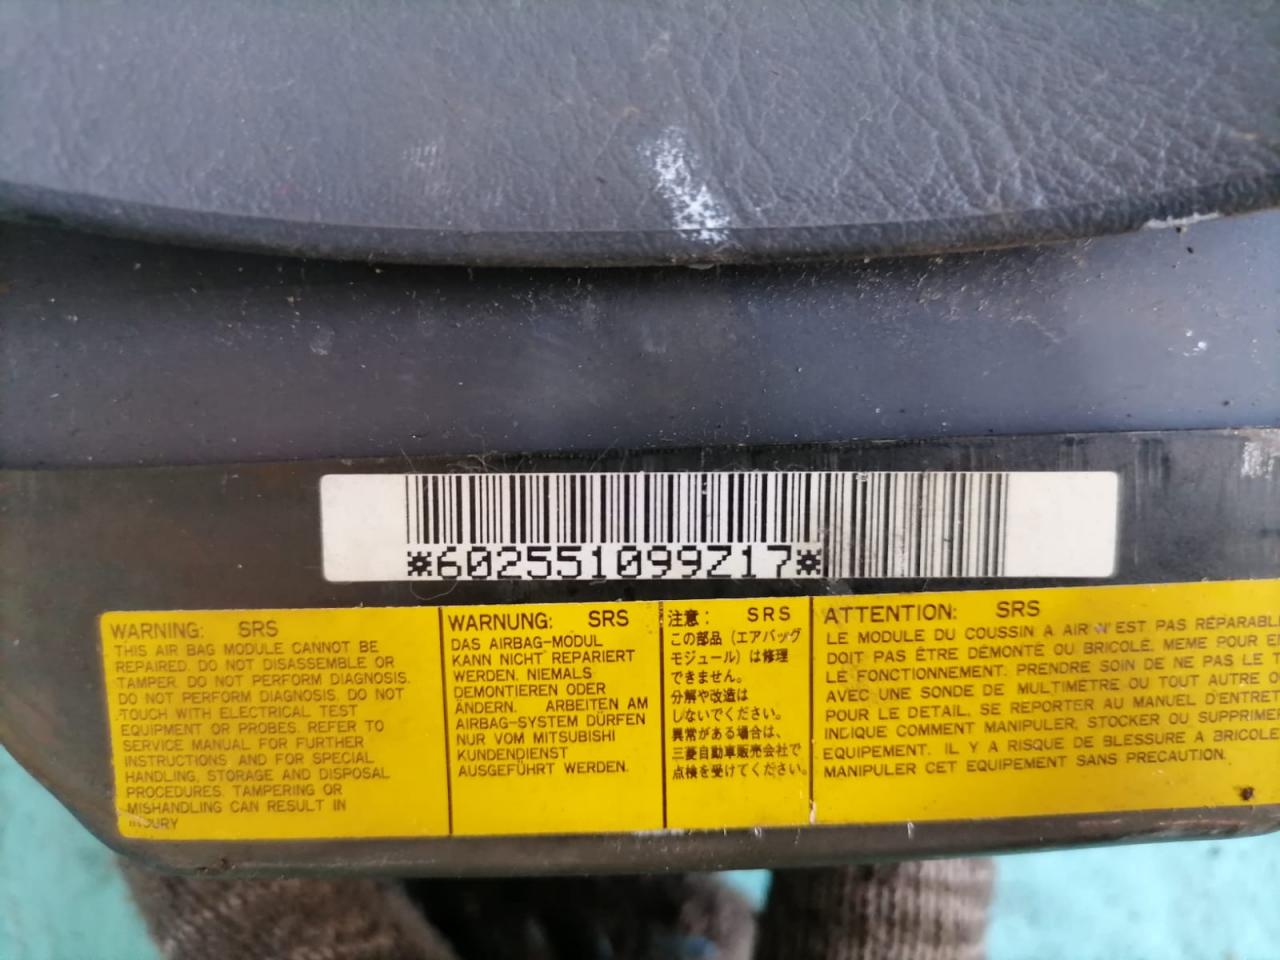 *602551099Z17*
WARNING: SRS
THIS AIR BAG MODULE CANNOT BE
REPAIRED. DO NOT DISASSEMBLE OR
TAMPER. DO NOT PERFORM DIAGNOSIS.
DO NOT PERFORM DIAGNOSIS. DO NOT
TOUCH WITH ELECTRICAL TEST
EQUIPMENT OR PROBES. REFER TO
SERVICE MANUAL FOR FURTHER
INSTRUCTIONS AND FOR SPECIAL
HANDLING, STORAGE AND DISPOSAL
PROCEDURES. TAMPERING OR
MISHANDLING CAN RESULT IN
INJURY
WARNUNG: SRS
DAS AIRBAG-MODUL
KANN NICHT REPARIERT
WERDEN. NIEMALS
DEMONTIEREN ODER
ÄNDERN. ARBEITEN AM
AIRBAG-SYSTEM DÜRFEN
NUR VOM MITSUBISHI
KUNDENDIENST
AUSGEFÜHRT WERDEN.
注意: SRS
この部品 (エアバッグ
モジュール) は修理
できません。
分解や改造は
しないでください。
異常がある場合は、
三菱自動車販売会社で
点検を受けてください。
ATTENTION: SRS
LE MODULE DU COUSSIN A AIR N'EST PAS RÉPARABL
DOIT PAS ÊTRE DÉMONTÉ OU BRICOLÉ, MEME POUR E
LE FONCTIONEMENT. PRENDRE SOIN DE NE PAS LE T
AVEC UNE SONDE DE MULTIMETRE OU TOUT AUTRE O
POUR LE DETAIL, SE REPORTER AU MANUEL D'ENTRET
INDIQUE COMMENT MANIPULER, STOCKER OU SUPPRIME
EQUIPEMENT. IL Y A RISQUE DE BLESSURE A BRICOLE
MANIPULER CET EQUIPEMENT SANS PRECAUTION.